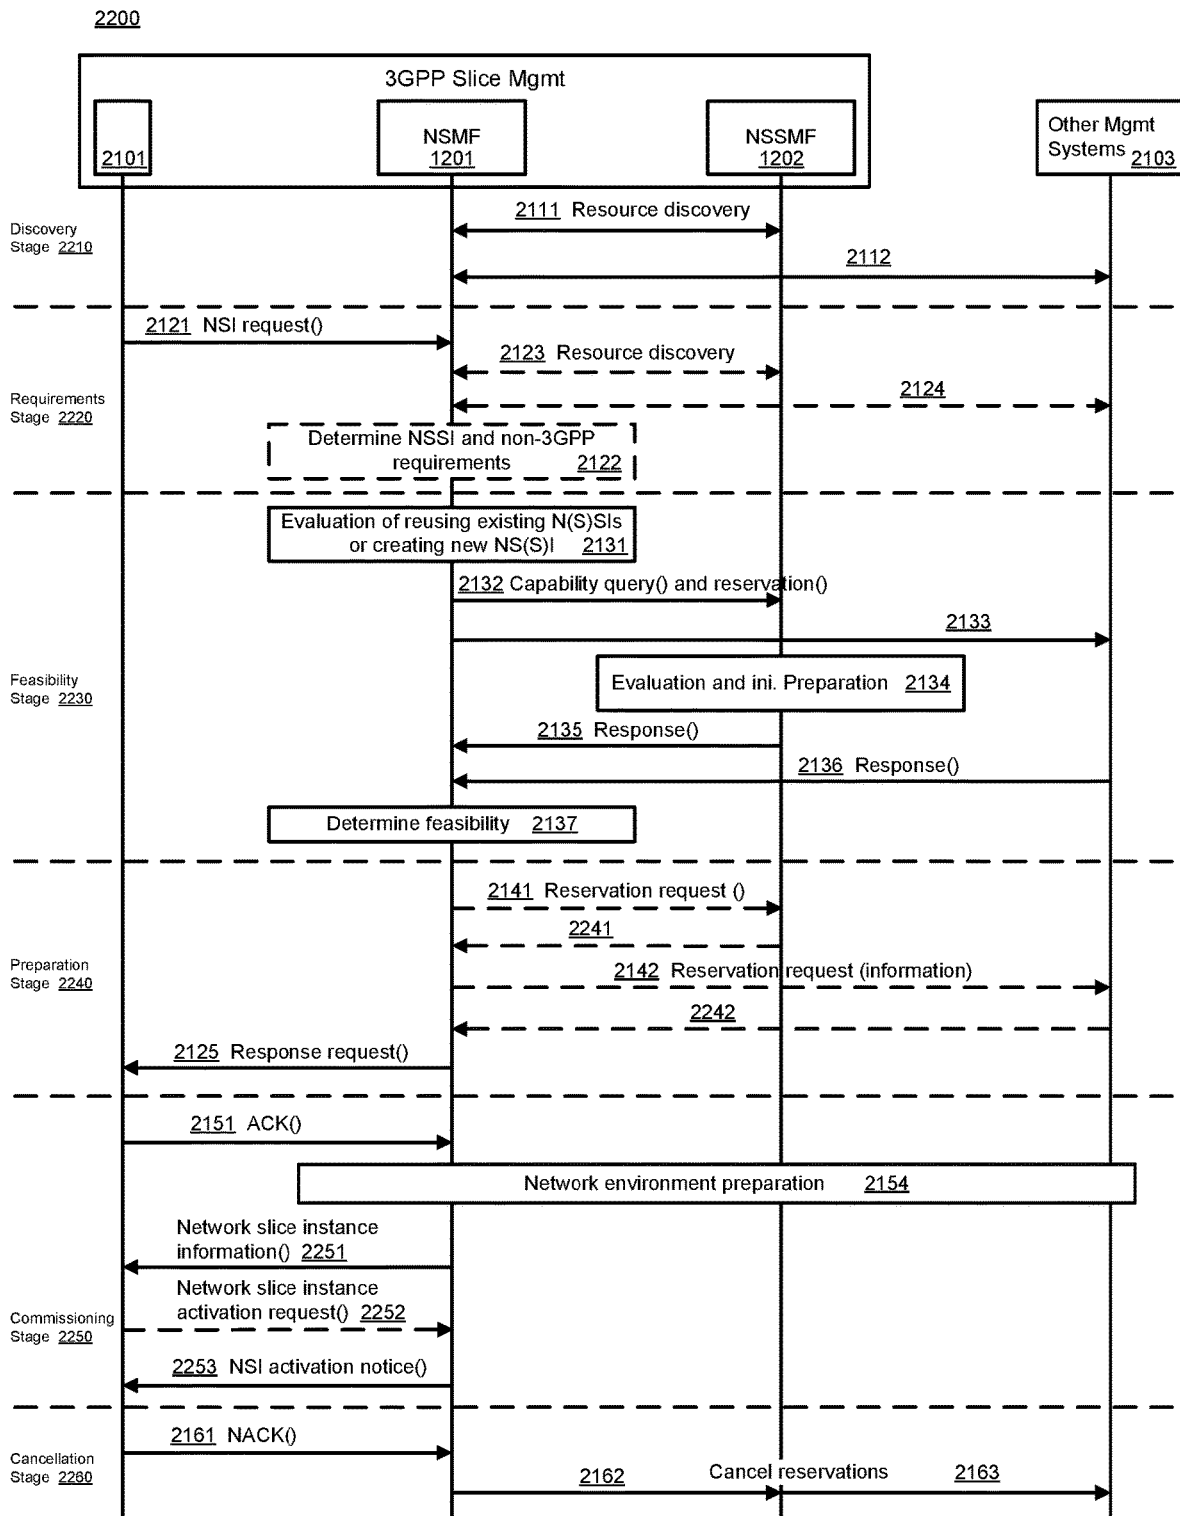 2200
3GPP Slice Mgmt
2101
NSMF
1201
NSSMF
1202
Other Mgmt
Systems 2103
Discovery
Stage 2210
2111 Resource discovery
2112
2121 NSI request()
2123 Resource discovery
2124
Requirements
Stage 2220
Determine NSSI and non-3GPP
requirements 2122
Evaluation of reusing existing N(S)SIs
or creating new NS(S)I 2131
2132 Capability query() and reservation()
2133
Feasibility
Stage 2230
Evaluation and ini. Preparation 2134
2135 Response()
2136 Response()
Determine feasibility 2137
2141 Reservation request ()
2241
Preparation
Stage 2240
2142 Reservation request (information)
2242
2125 Response request()
2151 ACK()
Network environment preparation 2154
Network slice instance
information() 2251
Network slice instance
activation request() 2252
Commissioning
Stage 2250
2253 NSI activation notice()
2161 NACK()
Cancellation
Stage 2260
2162
Cancel reservations
2163